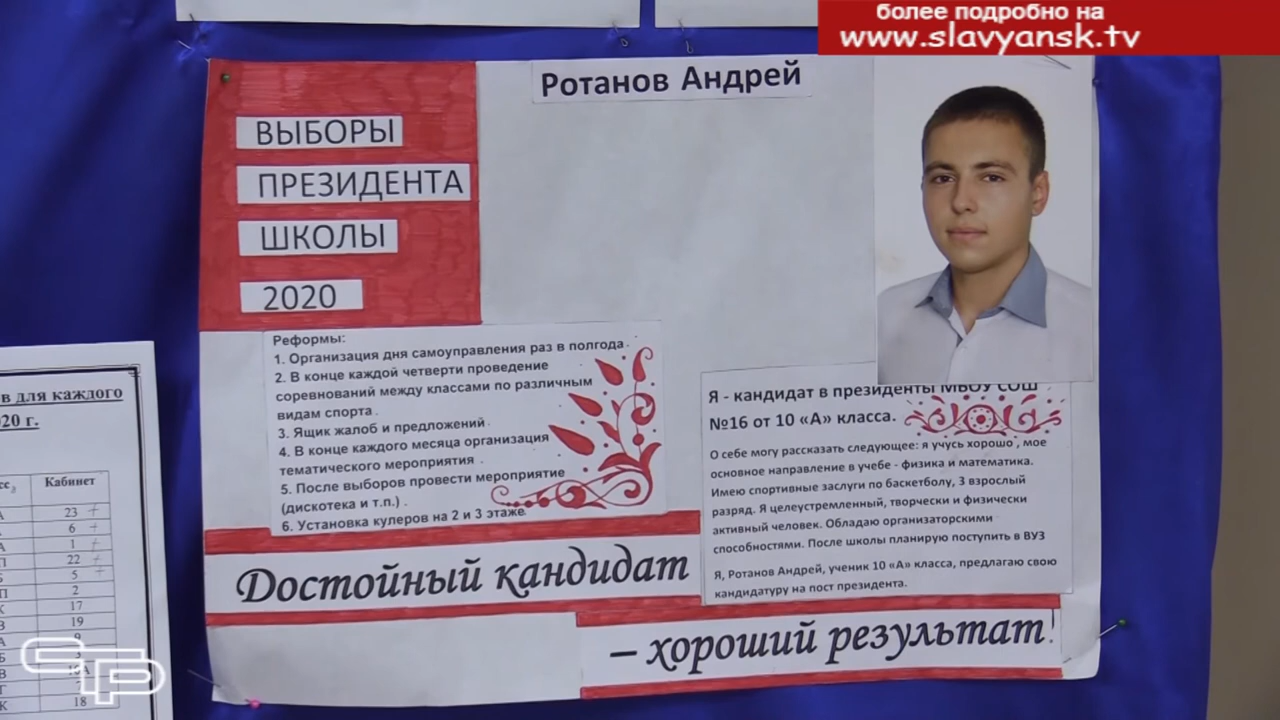 более подробно на
www.slavyansk.tv
Ротанов Андрей
ВЫБОРЫ
ПРЕЗИДЕНТА
ШКОЛЫ
2020
Реформы:
1. Организация дня самоуправления раз в полгода.
2. В конце каждой четверти проведение
соревнований между классами по различным
видам спорта.
3. Ящик жалоб и предложений.
4. В конце каждого месяца организация
тематического мероприятия.
5. После выборов провести мероприятие
(дискотека и т.п.).
6. Установка кулеров на 2 и 3 этаже
Я - кандидат в президенты МБОУ СОШ
№16 от 10 «А» класса.
О себе могу рассказать следующее: я учусь хорошо, мое
основное направление в учебе - физика и математика.
Имею спортивные заслуги по баскетболу, 3 взрослый
разряд. Я целеустремленный, творчески и физически
активный человек. Обладаю организаторскими
способностями. После школы планирую поступить в ВУЗ
Я, Ротанов Андрей, ученик 10 «А» класса, предлагаю свою
кандидатуру на пост президента.
Достойный кандидат
– хороший результат!
в для каждого
20 г.
Кабинет
23
6
1
22
5
2
17
19
9
18
СТР